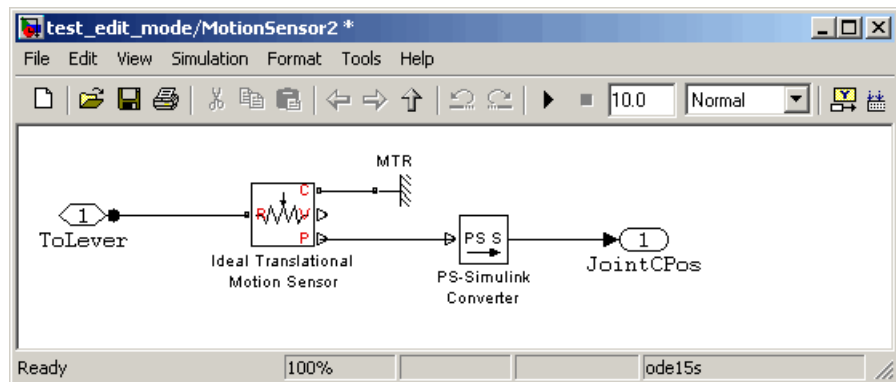 test_edit_mode/MotionSensor2 *
File Edit View Simulation Format Tools Help
10.0 Normal
MTR
C
1 R V
P
ToLever
Ideal Translational
Motion Sensor
PS S
PS-Simulink
Converter
1
JointCPos
Ready 100% ode15s